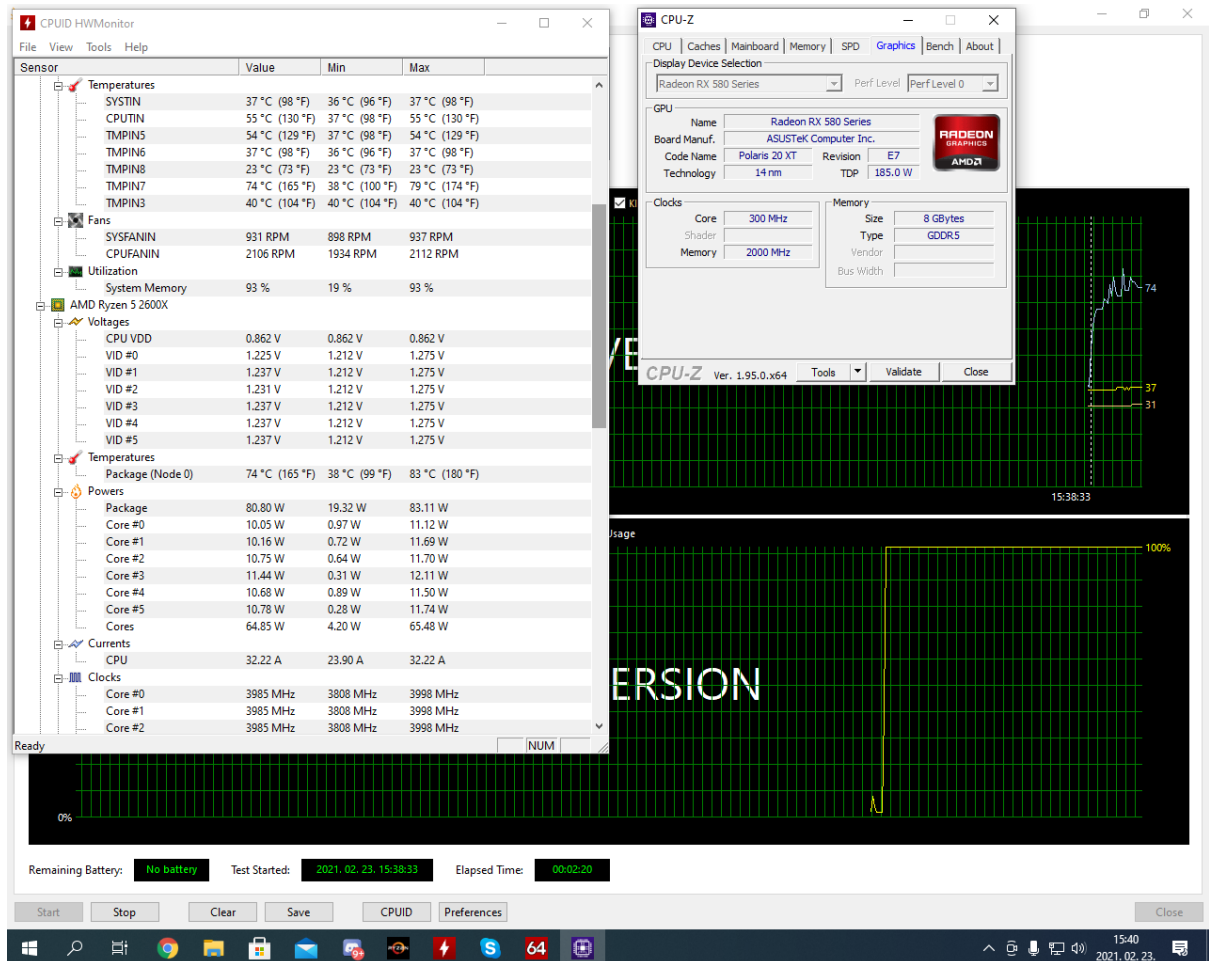 CPUID HWMonitor
File View Tools Help
Sensor Value Min Max
Temperatures
SYSTIN 37 °C (98 °F) 36 °C (96 °F) 37 °C (98 °F)
CPUTIN 55 °C (130 °F) 37 °C (98 °F) 55 °C (130 °F)
TMPIN5 54 °C (129 °F) 37 °C (98 °F) 54 °C (129 °F)
TMPIN6 37 °C (98 °F) 36 °C (96 °F) 37 °C (98 °F)
TMPIN8 23 °C (73 °F) 23 °C (73 °F) 23 °C (73 °F)
TMPIN7 74 °C (165 °F) 38 °C (100 °F) 79 °C (174 °F)
TMPIN3 40 °C (104 °F) 40 °C (104 °F) 40 °C (104 °F)
Fans
SYSFANIN 931 RPM 898 RPM 937 RPM
CPUFANIN 2106 RPM 1934 RPM 2112 RPM
Utilization
System Memory 93 % 19 % 93 %
AMD Ryzen 5 2600X
Voltages
CPU VDD 0.862 V 0.862 V 0.862 V
VID #0 1.225 V 1.212 V 1.275 V
VID #1 1.237 V 1.212 V 1.275 V
VID #2 1.231 V 1.212 V 1.275 V
VID #3 1.237 V 1.212 V 1.275 V
VID #4 1.237 V 1.212 V 1.275 V
VID #5 1.237 V 1.212 V 1.275 V
Temperatures
Package (Node 0) 74 °C (165 °F) 38 °C (99 °F) 83 °C (180 °F)
Powers
Package 80.80 W 19.32 W 83.11 W
Core #0 10.05 W 0.97 W 11.12 W
Core #1 10.16 W 0.72 W 11.69 W
Core #2 10.75 W 0.64 W 11.70 W
Core #3 11.44 W 0.31 W 12.11 W
Core #4 10.68 W 0.89 W 11.50 W
Core #5 10.78 W 0.28 W 11.74 W
Cores 64.85 W 4.20 W 65.48 W
Currents
CPU 32.22 A 23.90 A 32.22 A
Clocks
Core #0 3985 MHz 3808 MHz 3998 MHz
Core #1 3985 MHz 3808 MHz 3998 MHz
Core #2 3985 MHz 3808 MHz 3998 MHz
Ready NUM
CPU-Z
CPU Caches Mainboard Memory SPD Graphics Bench About
Display Device Selection
Radeon RX 580 Series Perf Level Perf Level 0
GPU
Name Radeon RX 580 Series
Board Manuf. ASUSTeK Computer Inc.
Code Name Polaris 20 XT Revision E7
Technology 14 nm TDP 185.0 W
RADEON
GRAPHICS
AMD
Clocks
Core 300 MHz
Shader
Memory 2000 MHz
Memory
Size 8 GBytes
Type GDDR5
Vendor
Bus Width
CPU-Z Ver. 1.95.0.x64 Tools Validate Close
74
37
31
15:38:33
Usage
100%
ERSION
0%
Remaining Battery: No battery Test Started: 2021. 02. 23. 15:38:33 Elapsed Time: 00:02:20
Start Stop Clear Save CPUID Preferences Close
RYZEN
9+
64
15:40
2021. 02. 23.